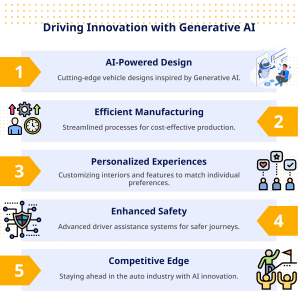 Driving Innovation with Generative AI
1
AI-Powered Design
Cutting-edge vehicle designs inspired by Generative AI.
Efficient Manufacturing
Streamlined processes for cost-effective production.
2
3
Personalized Experiences
Customizing interiors and features to match individual
preferences.
Enhanced Safety
Advanced driver assistance systems for safer journeys.
4
5
Competitive Edge
Staying ahead in the auto industry with AI innovation.